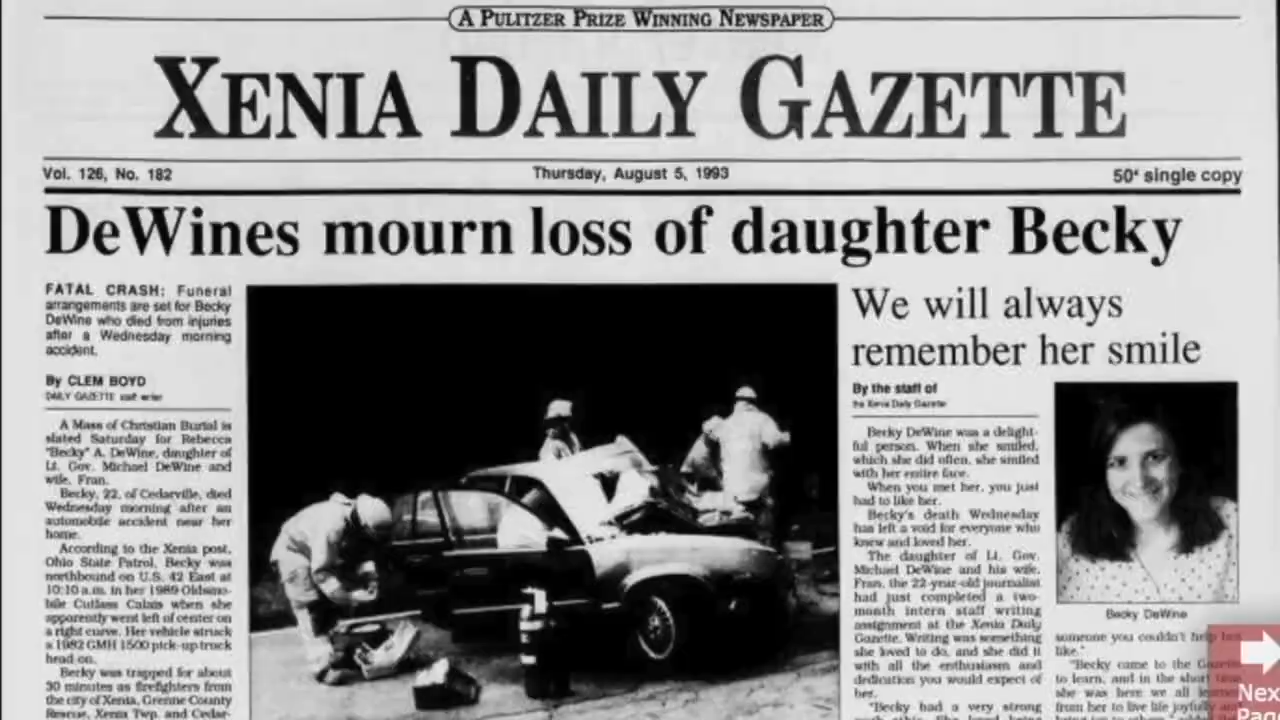 A PULITZER PRIZE WINNING NEWSPAPER
XENIA DAILY GAZETTE
Vol. 126, No. 182
Thursday, August 5, 1993
50¢ single copy
DeWines mourn loss of daughter Becky
FATAL CRASH: Funeral
arrangements are set for Becky
DeWine who died from injuries
after a Wednesday morning
accident.
By CLEM BOYD
DAILY GAZETTE staff writer
A Mass of Christian Burial is
slated Saturday for Rebecca
"Becky" A. DeWine, daughter of
Lt. Gov. Michael DeWine and
wife, Fran.
Becky, 22, of Cedarville, died
Wednesday morning after an
automobile accident near her
home.
According to the Xenia post,
Ohio State Patrol, Becky was
northbound on U.S. 42 East at
10:10 a.m. in her 1989 Oldsmo-
bile Cutlass Calais when she
apparently went left of center on
a right curve. Her vehicle struck
a 1982 GMH 1500 pick-up truck
head on.
Becky was trapped for about
30 minutes as firefighters from
the city of Xenia, Greene County
Rescue, Xenia Twp. and Cedar-
We will always
remember her smile
By the staff of
the Xenia Daily Gazette
Becky DeWine was a delight-
ful person. When she smiled,
which she did often, she smiled
with her entire face.
When you met her, you just
had to like her.
Becky's death Wednesday
has left a void for everyone who
knew and loved her.
The daughter of Lt. Gov.
Michael DeWine and his wife,
Fran, the 22-year-old journalist
had just completed a two-
month intern staff writing
assignment at the Xenia Daily
Gazette. Writing was something
she loved to do, and she did it
with all the enthusiasm and
dedication you would expect of
her.
"Becky had a very strong
Becky DeWine
someone you couldn't help but
like."
"Becky came to the Gazette
to learn, and in the short time
she was here we all learned
from her to live life joyfully and
Next
Page